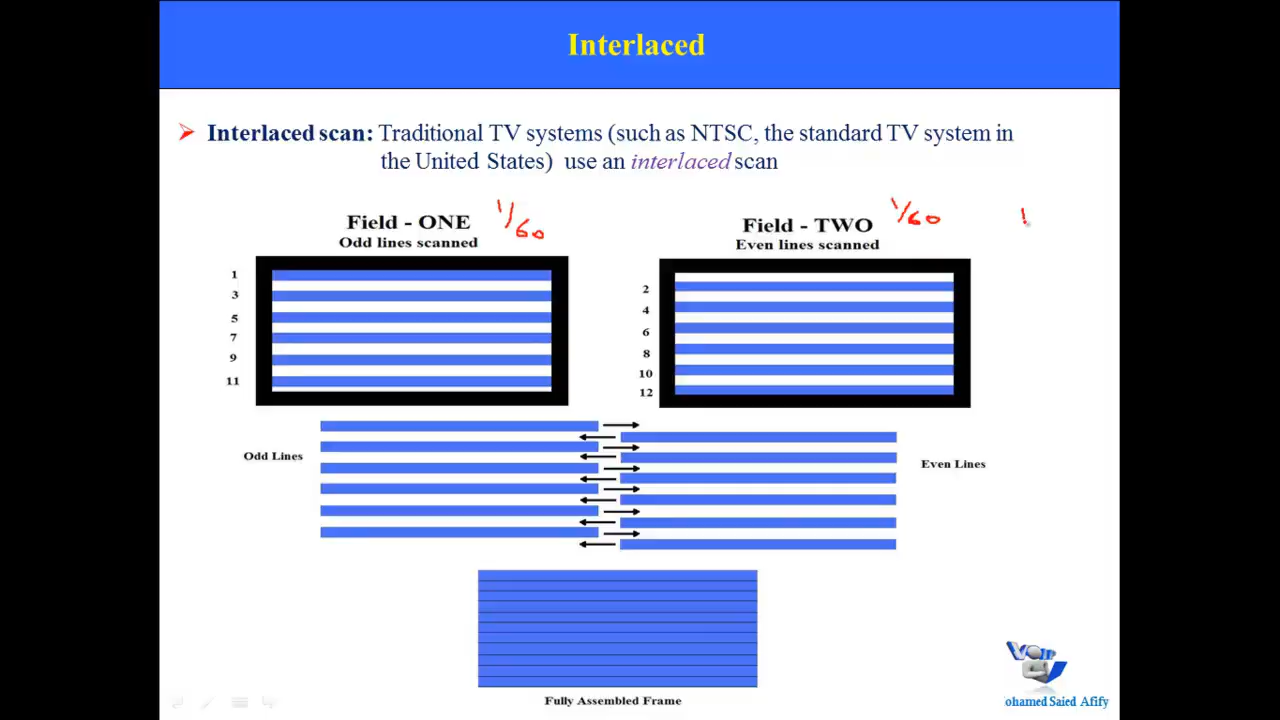 Interlaced
Interlaced scan: Traditional TV systems (such as NTSC, the standard TV system in
the United States) use an interlaced scan
Field - ONE
1/60
Odd lines scanned
Field - TWO
1/60
Even lines scanned
1
3
5
7
9
11
2
4
6
8
10
12
Odd Lines
Even Lines
Fully Assembled Frame
ohamed Saied Afify